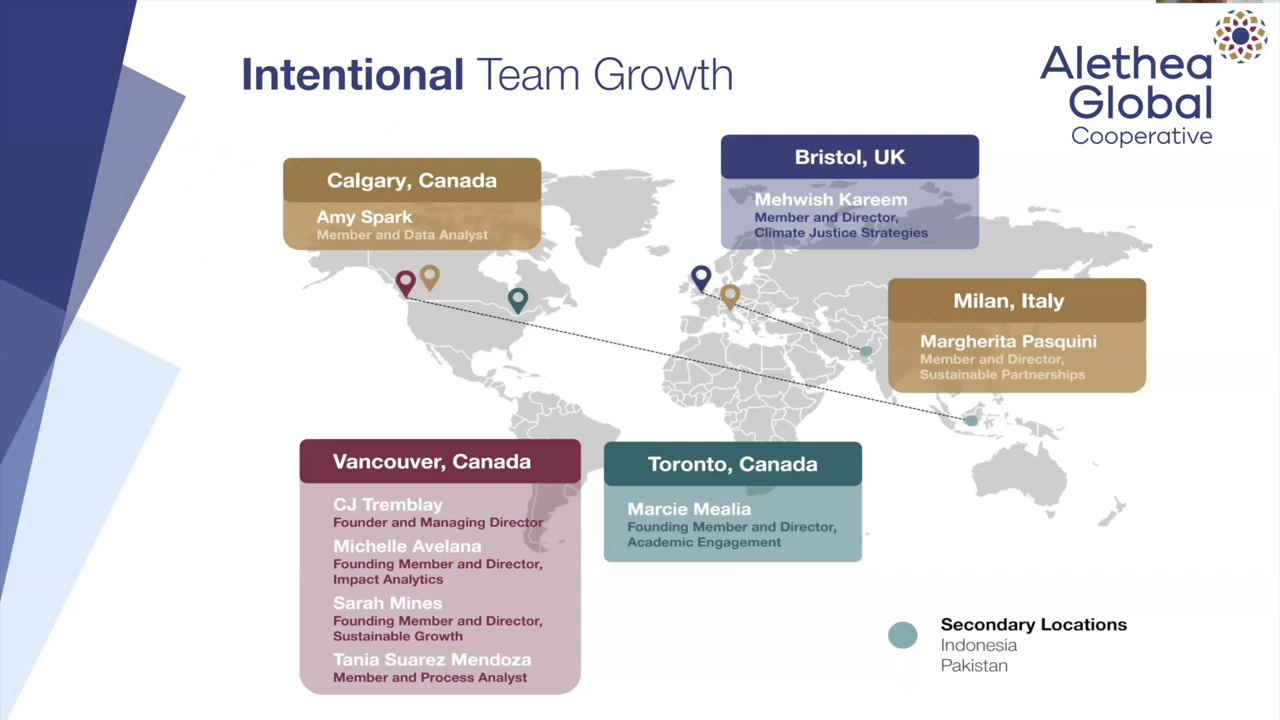 Intentional Team Growth
Alethea
Global
Cooperative
Calgary, Canada
Amy Spark
Member and Data Analyst
Bristol, UK
Mehwish Kareem
Member and Director,
Climate Justice Strategies
Milan, Italy
Margherita Pasquini
Member and Director,
Sustainable Partnerships
Vancouver, Canada
CJ Tremblay
Founder and Managing Director
Michelle Avelana
Founding Member and Director,
Impact Analytics
Sarah Mines
Founding Member and Director,
Sustainable Growth
Tania Suarez Mendoza
Member and Process Analyst
Toronto, Canada
Marcie Mealia
Founding Member and Director,
Academic Engagement
Secondary Locations
Indonesia
Pakistan